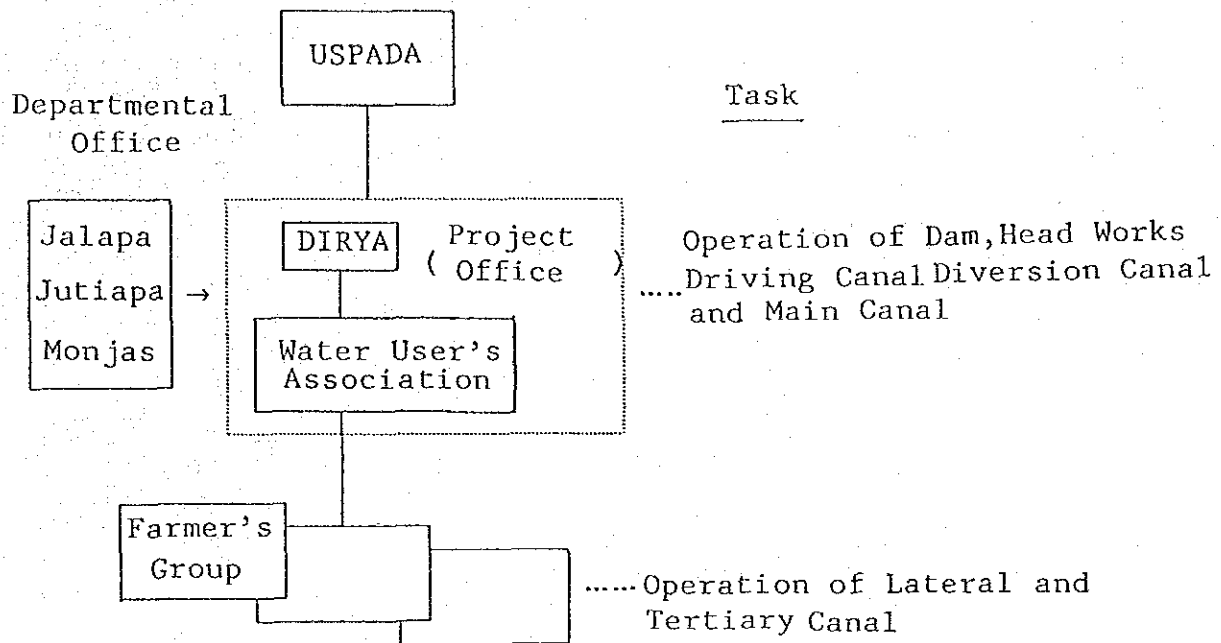 USPADA
Task
Departmental
Office
Jalapa
Jutiapa
Monjas
→
DIRYA
( Project
Office )
Water User's
Association
.....
Operation of Dam,Head Works
Driving Canal Diversion Canal
and Main Canal
Farmer's
Group
......Operation of Lateral and
Tertiary Canal